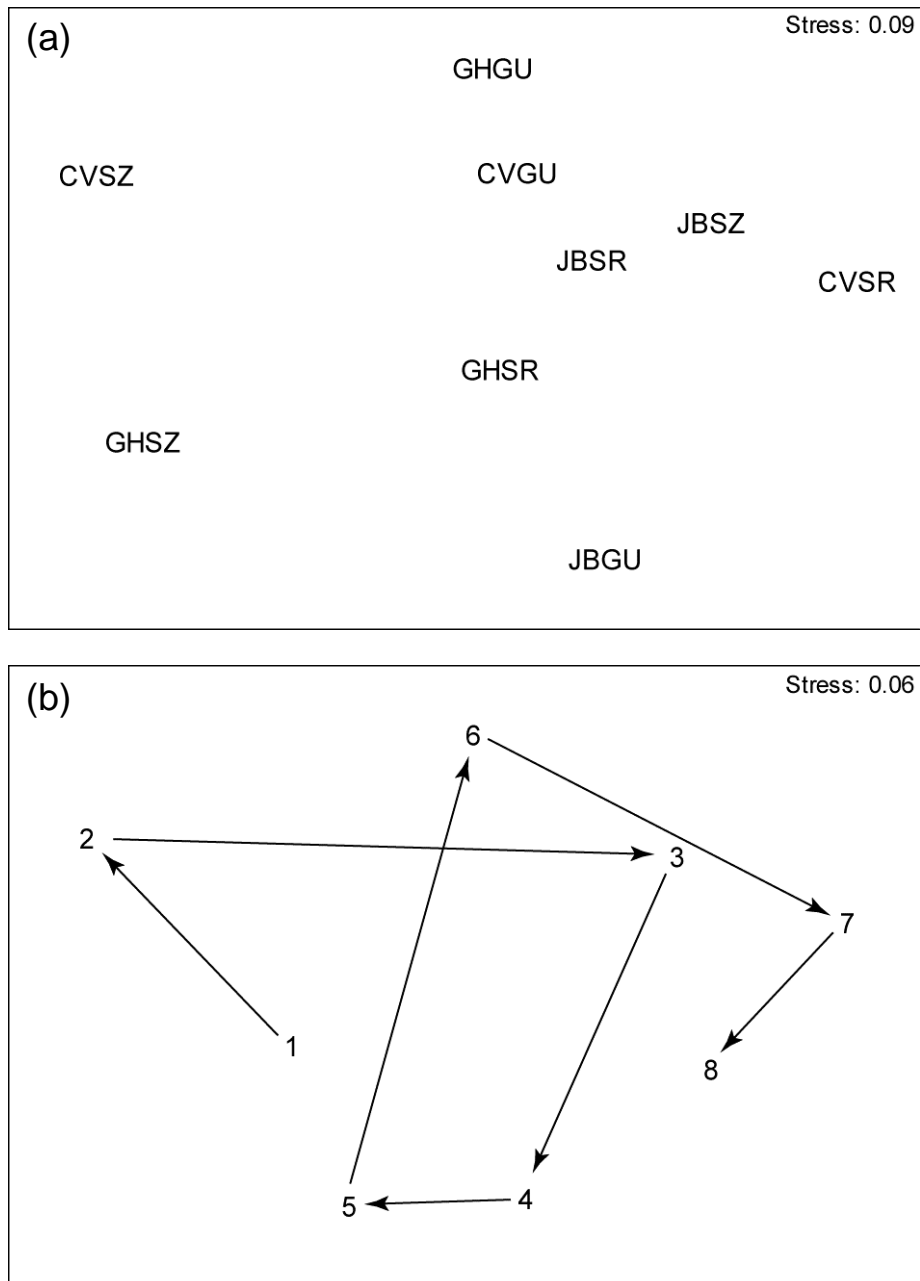 (a)
Stress: 0.09
GHGU
CVSZ
CVGU
JBSZ
JBSR
CVSR
GHSR
GHSZ
JBGU
(b)
Stress: 0.06
6
2
3
7
1
8
5
4